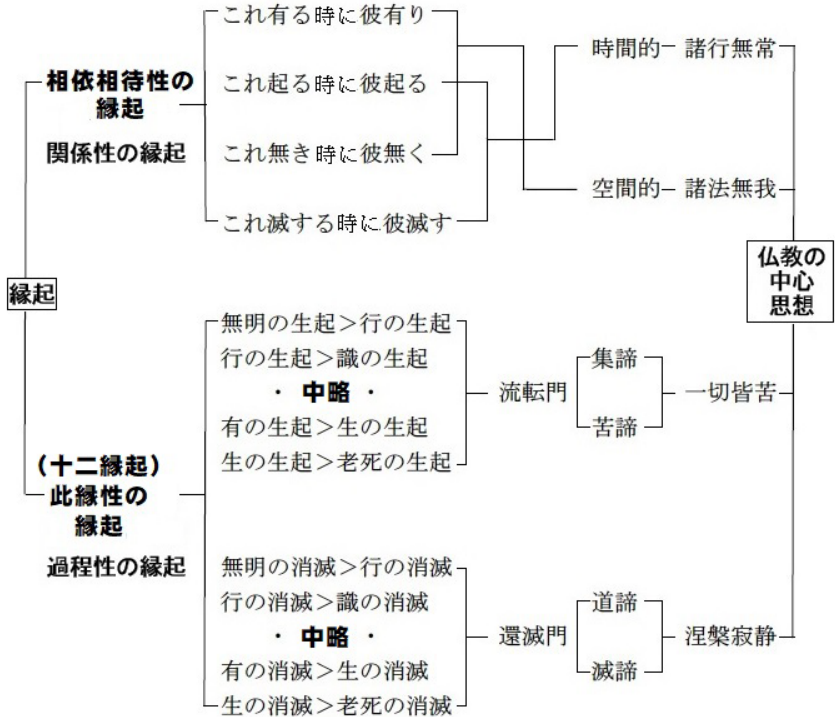 縁起
相依相待性の
縁起
関係性の縁起
これ有る時に彼有り
これ起る時に彼起る
これ無き時に彼無く
これ滅する時に彼滅す
時間的 諸行無常
空間的 諸法無我
(十二縁起)
此縁性の
縁起
過程性の縁起
無明の生起>行の生起
行の生起>識の生起
・ 中略 ・
有の生起>生の生起
生の生起>老死の生起
流転門
集諦
苦諦
一切皆苦
無明の消滅>行の消滅
行の消滅>識の消滅
・ 中略 ・
有の消滅>生の消滅
生の消滅>老死の消滅
還滅門
道諦
滅諦
涅槃寂静
仏教の
中心
思想